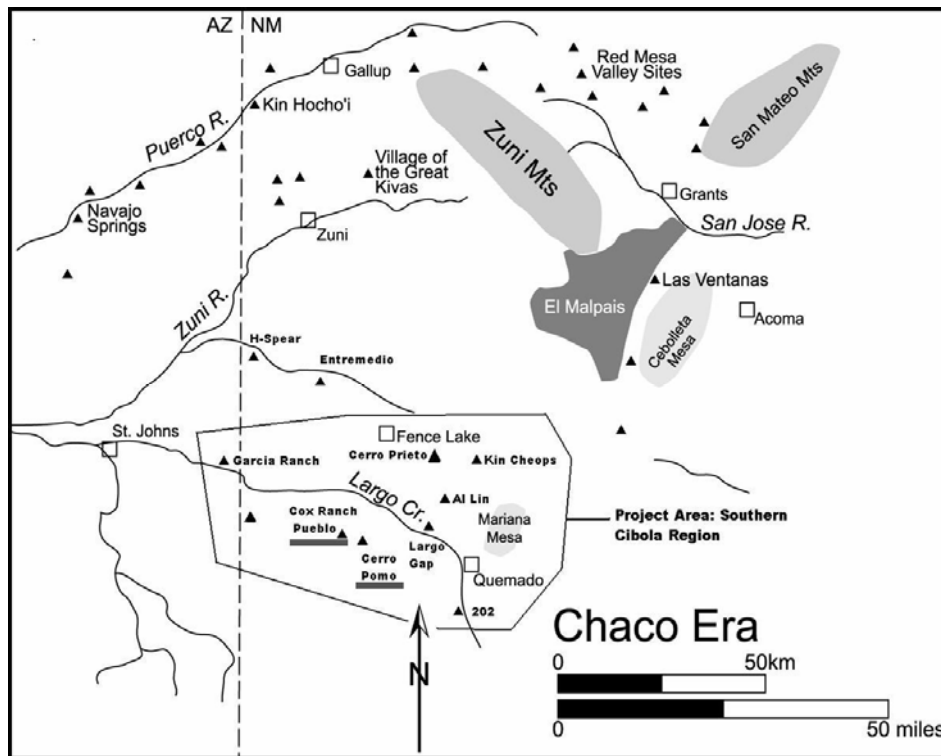 AZ NM
Gallup
Red Mesa
Valley Sites
San Mateo Mts
Kin Hocho'i
Puerco R.
Zuni Mts
Village of
the Great
Kivas
Grants
Navajo
Springs
Zuni
San Jose R.
Las Ventanas
El Malpais
Acoma
Zuni R.
Cebolleta
Mesa
H-Spear
Entremedio
St. Johns
Fence Lake
Cerro Prieto
Kin Cheops
Garcia Ranch
Largo Cr.
Al Lin
Mariana
Mesa
Project Area: Southern
Cibola Region
Cox Ranch
Pueblo
Largo
Gap
Cerro
Pomo
Quemado
202
N
Chaco Era
0 50km
0 50 miles